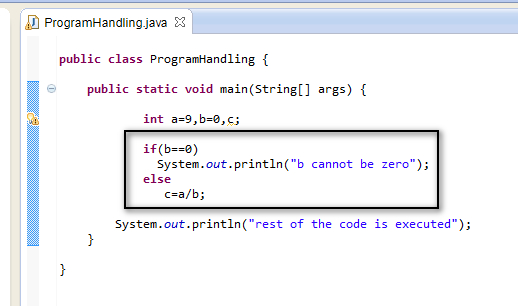 ProgramHandling.java
public class ProgramHandling {
public static void main(String[] args) {
int a=9,b=0,c;
if(b==0)
System.out.println("b cannot be zero");
else
c=a/b;
System.out.println("rest of the code is executed");
}
}